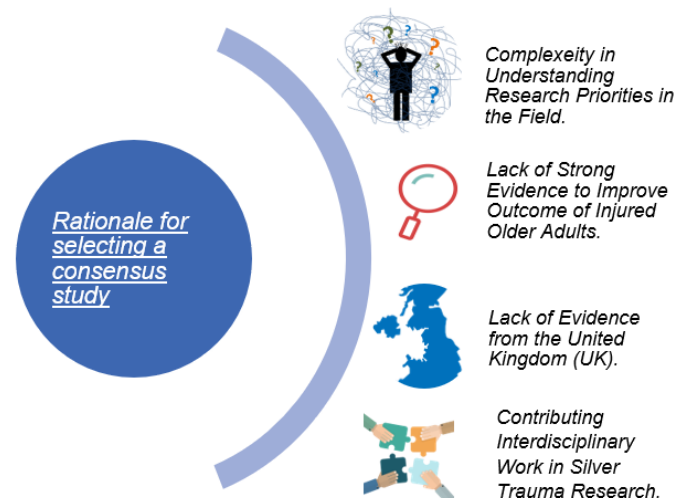 Rationale for
selecting a
consensus
study
Complexeity in
Understanding
Research Priorities in
the Field.
Lack of Strong
Evidence to Improve
Outcome of Injured
Older Adults.
Lack of Evidence
from the United
Kingdom (UK).
Contributing
Interdisciplinary
Work in Silver
Trauma Research.